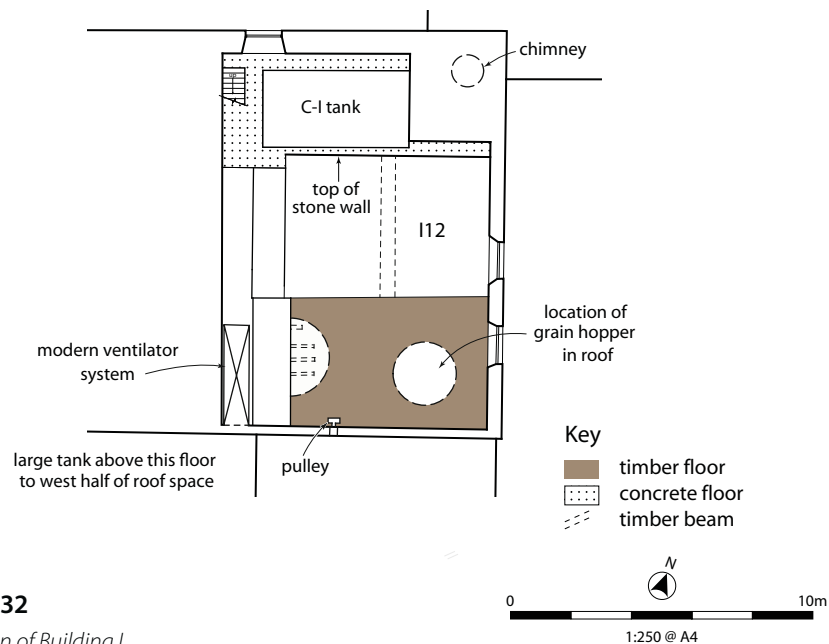 chimney
up
C-I tank
top of
stone wall
I12
location of
grain hopper
in roof
modern ventilator
system
large tank above this floor
to west half of roof space
pulley
Key
timber floor
concrete floor
timber beam
N
32
0
10m
n of Building I
1:250 @ A4